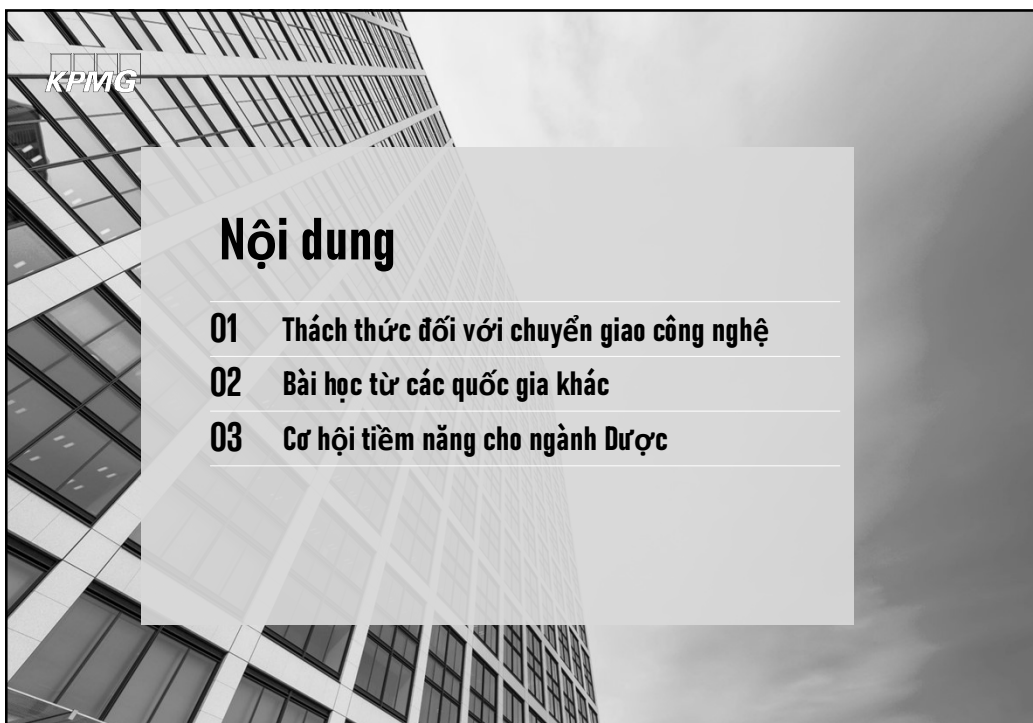 KPMG
Nội dung
01 Thách thức đối với chuyển giao công nghệ
02 Bài học từ các quốc gia khác
03 Cơ hội tiềm năng cho ngành Dược